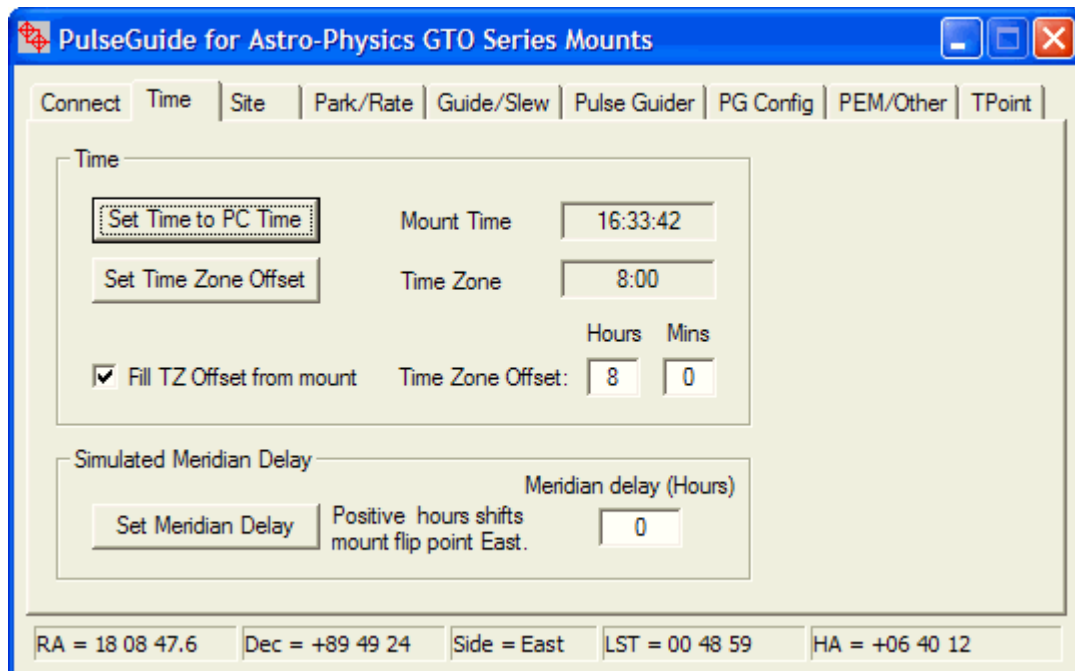 PulseGuide for Astro-Physics GTO Series Mounts
Connect Time Site Park/Rate Guide/Slew Pulse Guider PG Config PEM/Other TPoint
Time
Set Time to PC Time Mount Time 16:33:42
Set Time Zone Offset Time Zone 8:00
Hours Mins
Fill TZ Offset from mount Time Zone Offset: 8 0
Simulated Meridian Delay
Meridian delay (Hours)
Set Meridian Delay Positive hours shifts 0
mount flip point East.
RA = 18 08 47.6 Dec = +89 49 24 Side = East LST = 00 48 59 HA = +06 40 12